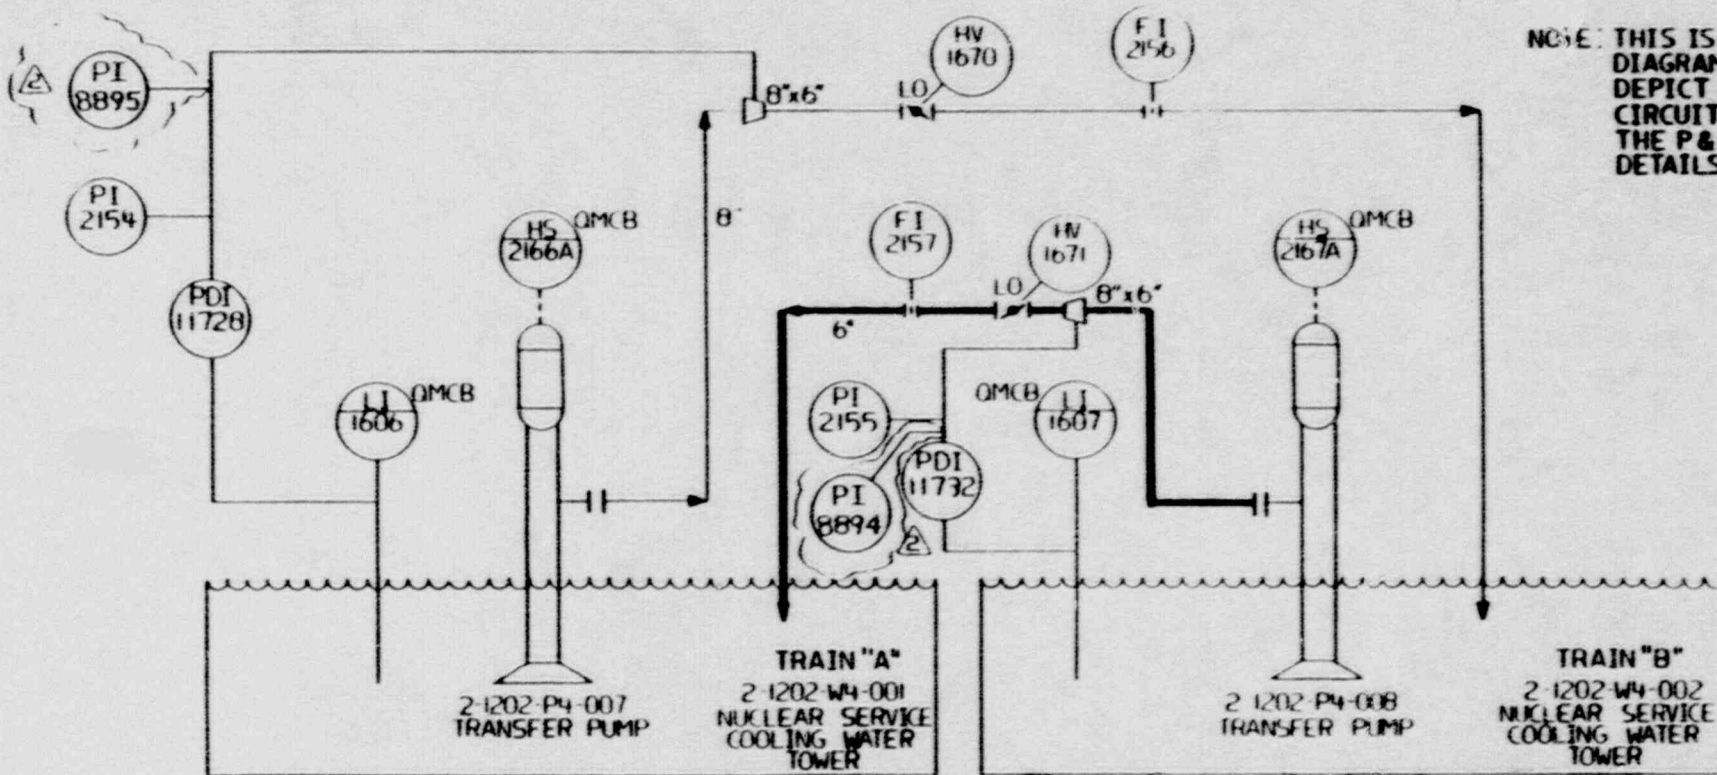 NOTE: THIS IS
DIAGRAM
DEPICT
CIRCUIT
THE P&
DETAILS
2
PI
8895
PI
2154
PDI
11728
LI
1606
QMCB
HS
2166A
QMCB
8"
8"x6"
LO
HV
1670
FI
2156
FI
2157
HV
1671
LO
8"x6"
6"
HS
2167A
QMCB
PI
2155
PI
8894
2
PDI
11732
QMCB
LI
1607
2-1202-P4-007
TRANSFER PUMP
TRAIN "A"
2-1202-W4-001
NUCLEAR SERVICE
COOLING WATER
TOWER
2-1202-P4-008
TRANSFER PUMP
TRAIN "B"
2-1202-W4-002
NUCLEAR SERVICE
COOLING WATER
TOWER